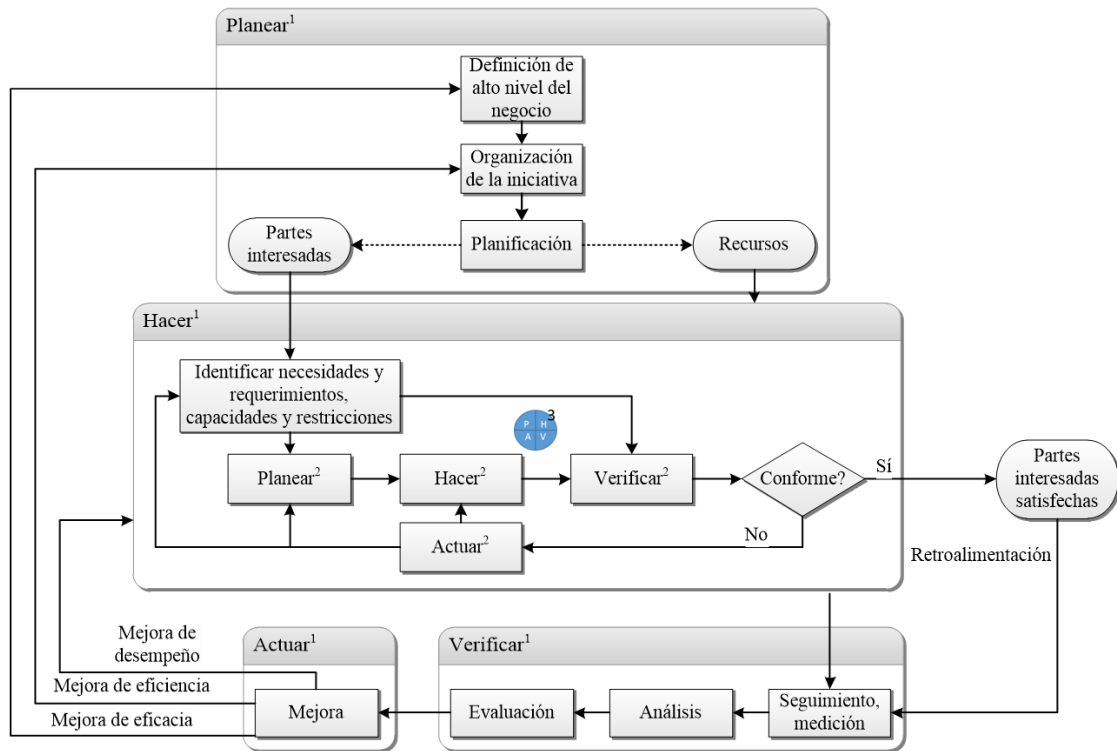 Planear¹
Definición de
alto nivel del
negocio
Organización
de la iniciativa
Partes
interesadas
Planificación
Recursos
Hacer¹
Identificar necesidades y
requerimientos,
capacidades y restricciones
3
P H
A V
Planear²
Hacer²
Verificar²
Conforme?
Sí
Partes
interesadas
satisfechas
No
Actuar²
Retroalimentación
Mejora de
desempeño
Actuar¹
Verificar¹
Mejora de eficiencia
Mejora de eficacia
Mejora
Evaluación
Análisis
Seguimiento,
medición